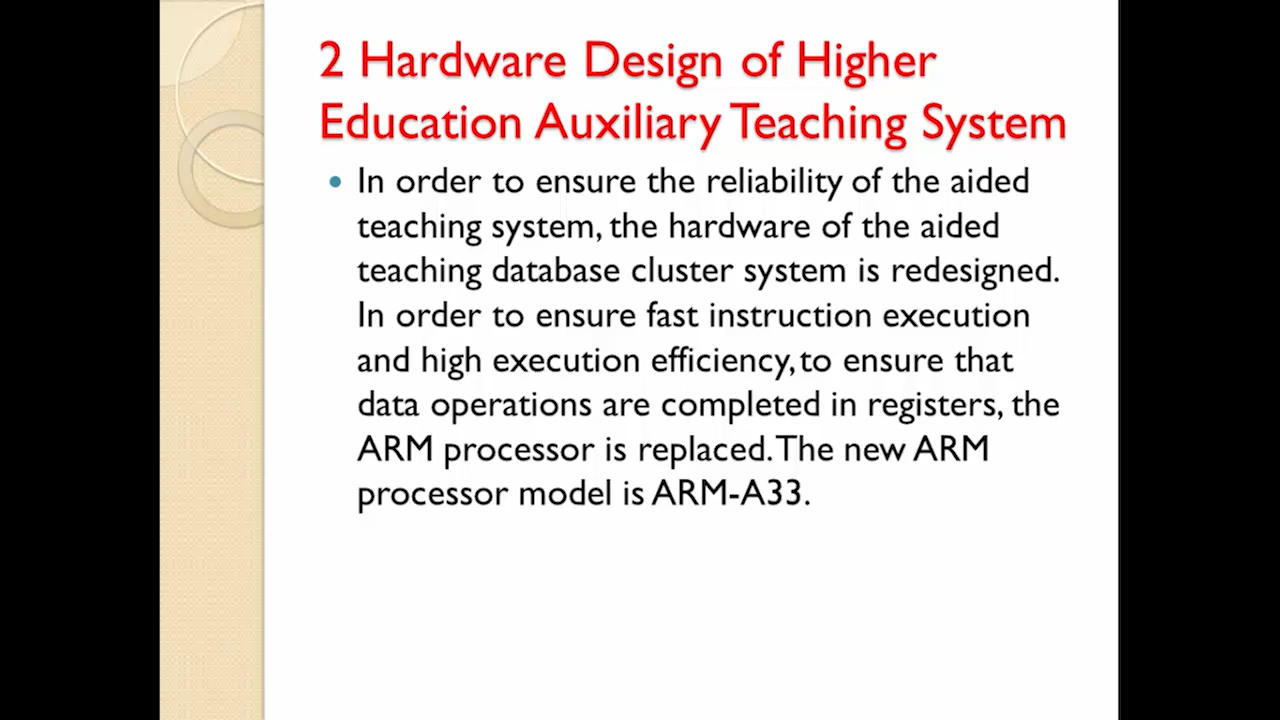 2 Hardware Design of Higher
Education Auxiliary Teaching System
• In order to ensure the reliability of the aided
teaching system, the hardware of the aided
teaching database cluster system is redesigned.
In order to ensure fast instruction execution
and high execution efficiency, to ensure that
data operations are completed in registers, the
ARM processor is replaced. The new ARM
processor model is ARM-A33.